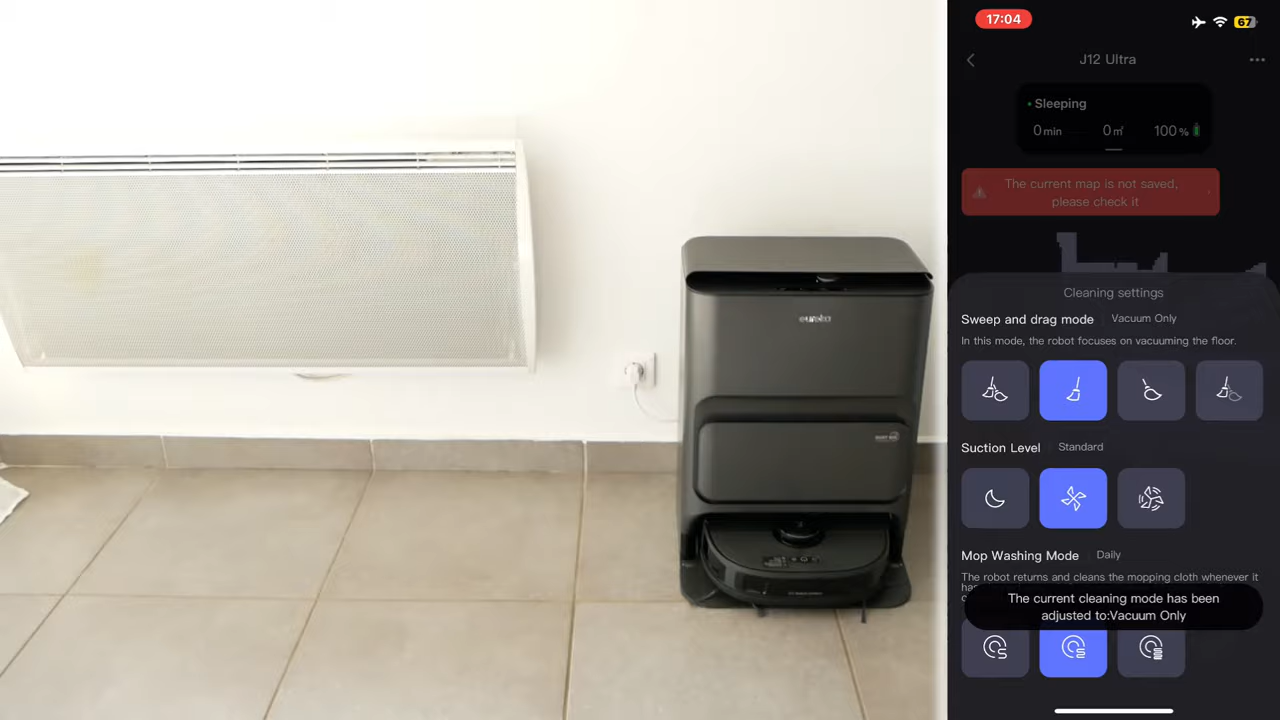 eureka
17:04
67
J12 Ultra
Sleeping
0 min 0 ㎡ 100 %
The current map is not saved,
please check it
Cleaning settings
Sweep and drag mode Vacuum Only
In this mode, the robot focuses on vacuuming the floor.
Suction Level Standard
Mop Washing Mode Daily
The robot returns and cleans the mopping cloth whenever it
The current cleaning mode has been
adjusted to:Vacuum Only